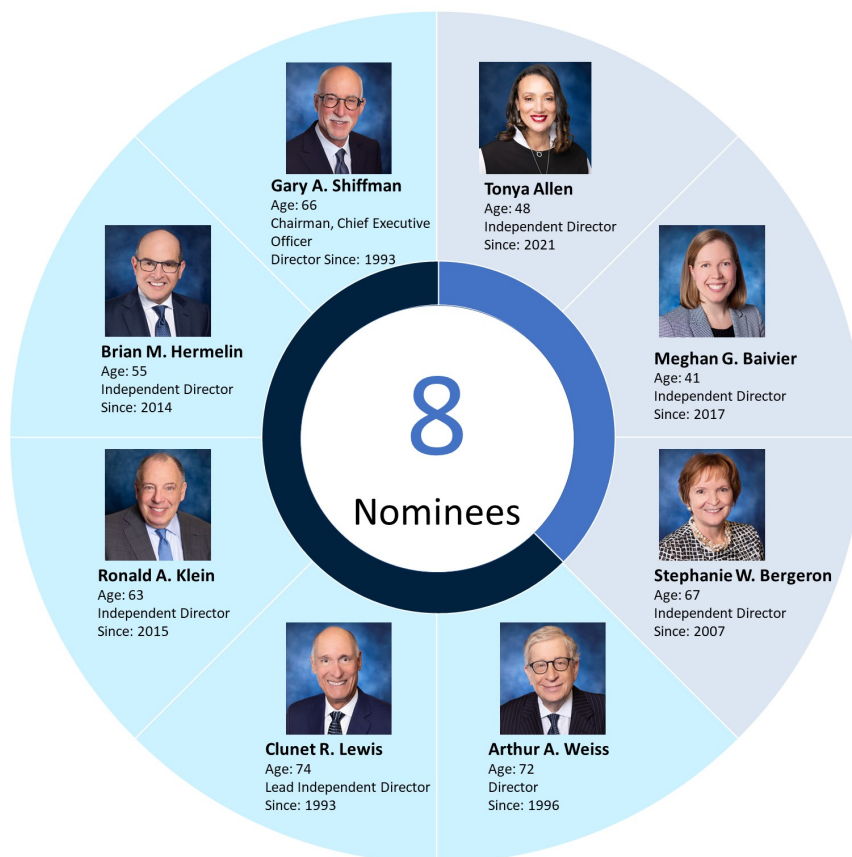 Gary A. Shiffman
Age: 66
Chairman, Chief Executive
Officer
Director Since: 1993
Tonya Allen
Age: 48
Independent Director
Since: 2021
Brian M. Hermelin
Age: 55
Independent Director
Since: 2014
Meghan G. Baivier
Age: 41
Independent Director
Since: 2017
8
Nominees
Ronald A. Klein
Age: 63
Independent Director
Since: 2015
Stephanie W. Bergeron
Age: 67
Independent Director
Since: 2007
Clunet R. Lewis
Age: 74
Lead Independent Director
Since: 1993
Arthur A. Weiss
Age: 72
Director
Since: 1996